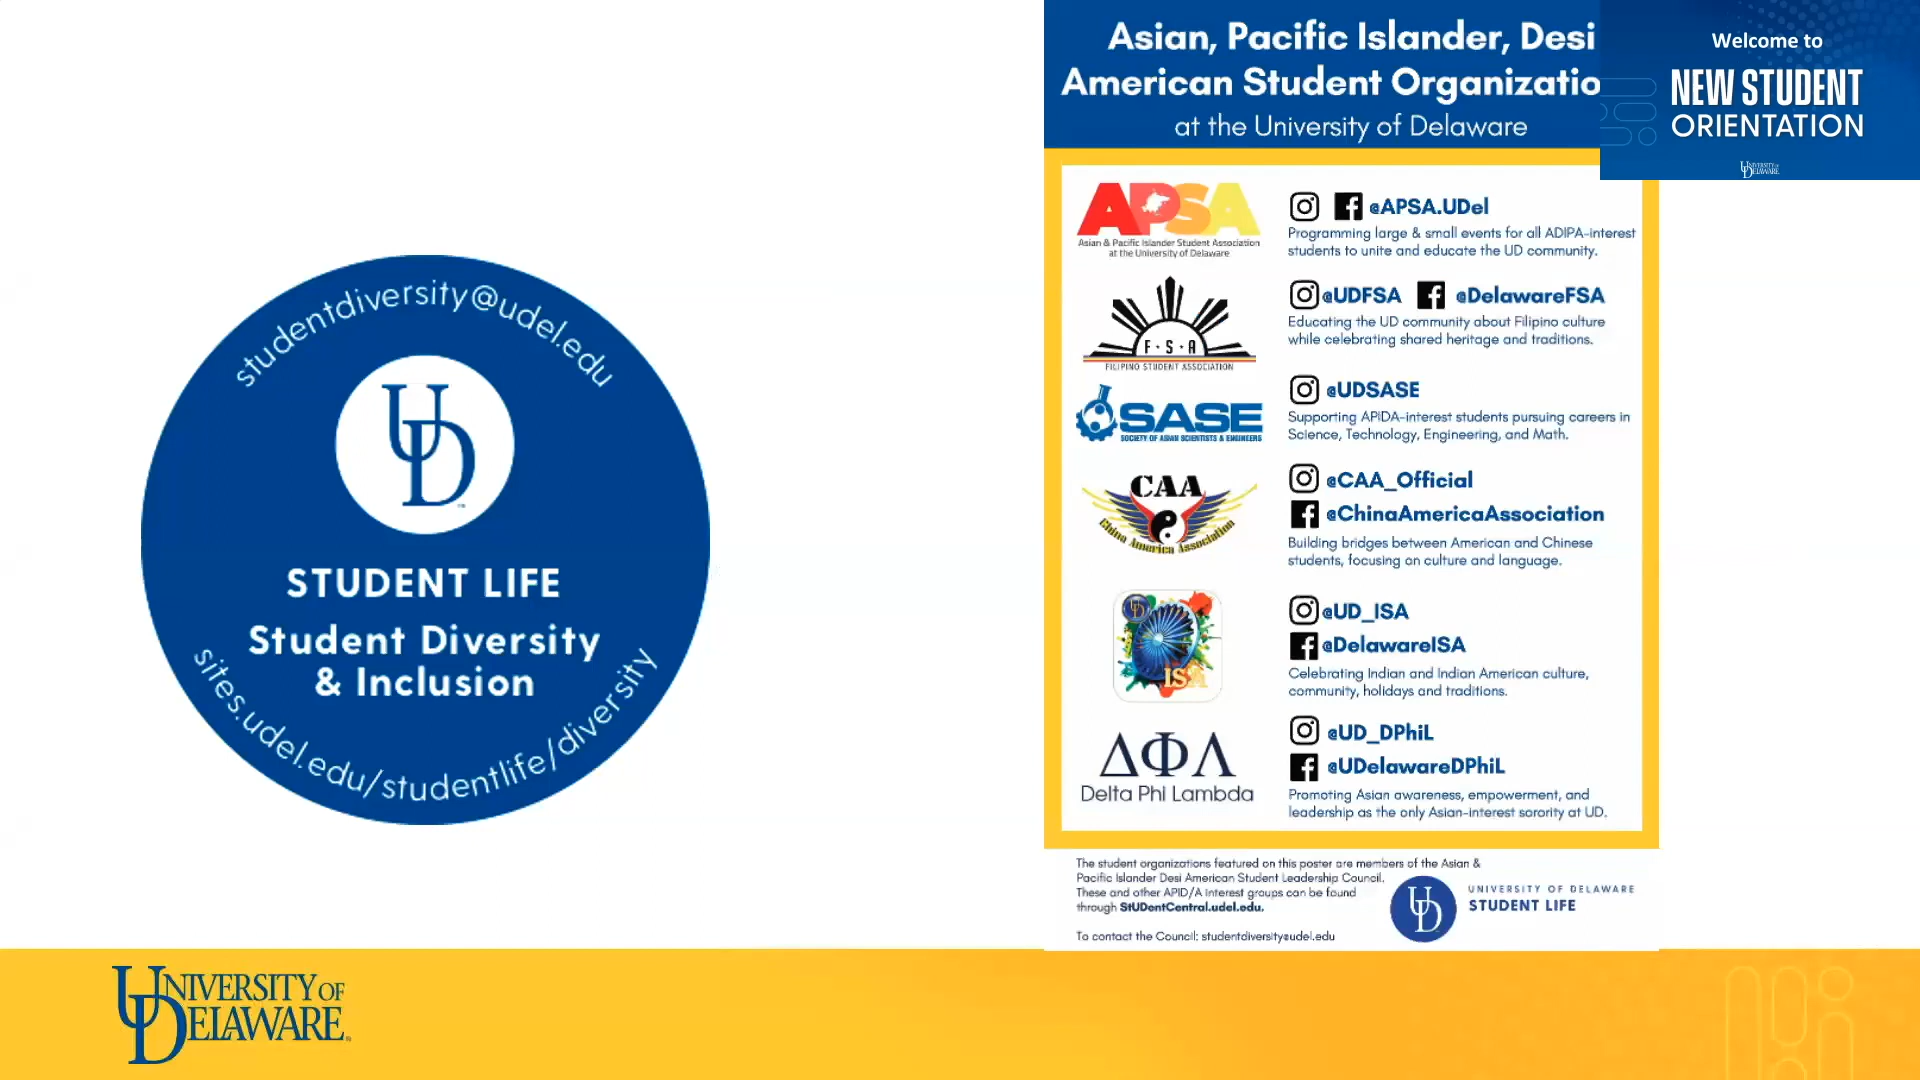 studentdiversity@udel.edu
UD
STUDENT LIFE
Student Diversity
& Inclusion
sites.udel.edu/studentlife/diversity
Asian, Pacific Islander, Desi
American Student Organizatio
at the University of Delaware
Welcome to
NEW STUDENT
ORIENTATION
UNIVERSITY OF
DELAWARE
APSA
Asian & Pacific Islander Student Association
at the University of Delaware
@APSA.UDel
Programming large & small events for all ADIPA-interest
students to unite and educate the UD community.
F·S·A
FILIPINO STUDENT ASSOCIATION
@UDFSA @DelawareFSA
Educating the UD community about Filipino culture
while celebrating shared heritage and traditions.
SASE
SOCIETY OF ASIAN SCIENTISTS & ENGINEERS
@UDSASE
Supporting APIDA-interest students pursuing careers in
Science, Technology, Engineering, and Math.
CAA
China America Association
@CAA_Official
@ChinaAmericaAssociation
Building bridges between American and Chinese
students, focusing on culture and language.
UD
ISA
@UD_ISA
@DelawareISA
Celebrating Indian and Indian American culture,
community, holidays and traditions.
ΔΦΛ
Delta Phi Lambda
@UD_DPhiL
@UDelawareDPhiL
Promoting Asian awareness, empowerment, and
leadership as the only Asian-interest sorority at UD.
The student organizations featured on this poster are members of the Asian &
Pacific Islander Desi American Student Leadership Council.
These and other APID/A interest groups can be found
through StUDentCentral.udel.edu.
To contact the Council: studentdiversity@udel.edu
UD
UNIVERSITY OF DELAWARE
STUDENT LIFE
UNIVERSITY OF
DELAWARE